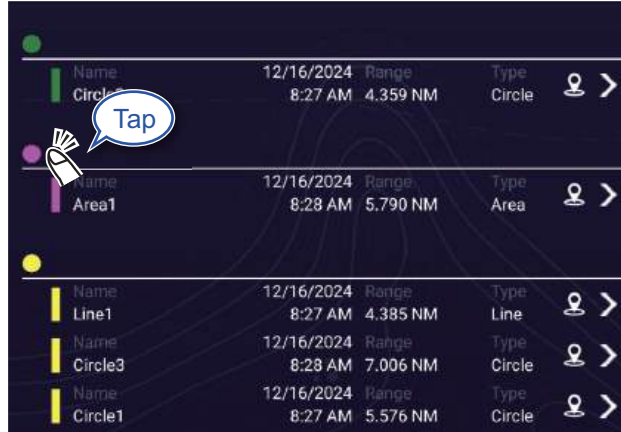 Name 12/16/2024 Range Type
8:27 AM 4.359 NM Circle
Tap
Name 12/16/2024 Range Type
Area1 8:28 AM 5.790 NM Area
Name 12/16/2024 Range Type
Line1 8:27 AM 4.385 NM Line
Name 12/16/2024 Range Type
Circle3 8:28 AM 7.006 NM Circle
Name 12/16/2024 Range Type
Circle1 8:27 AM 5.576 NM Circle